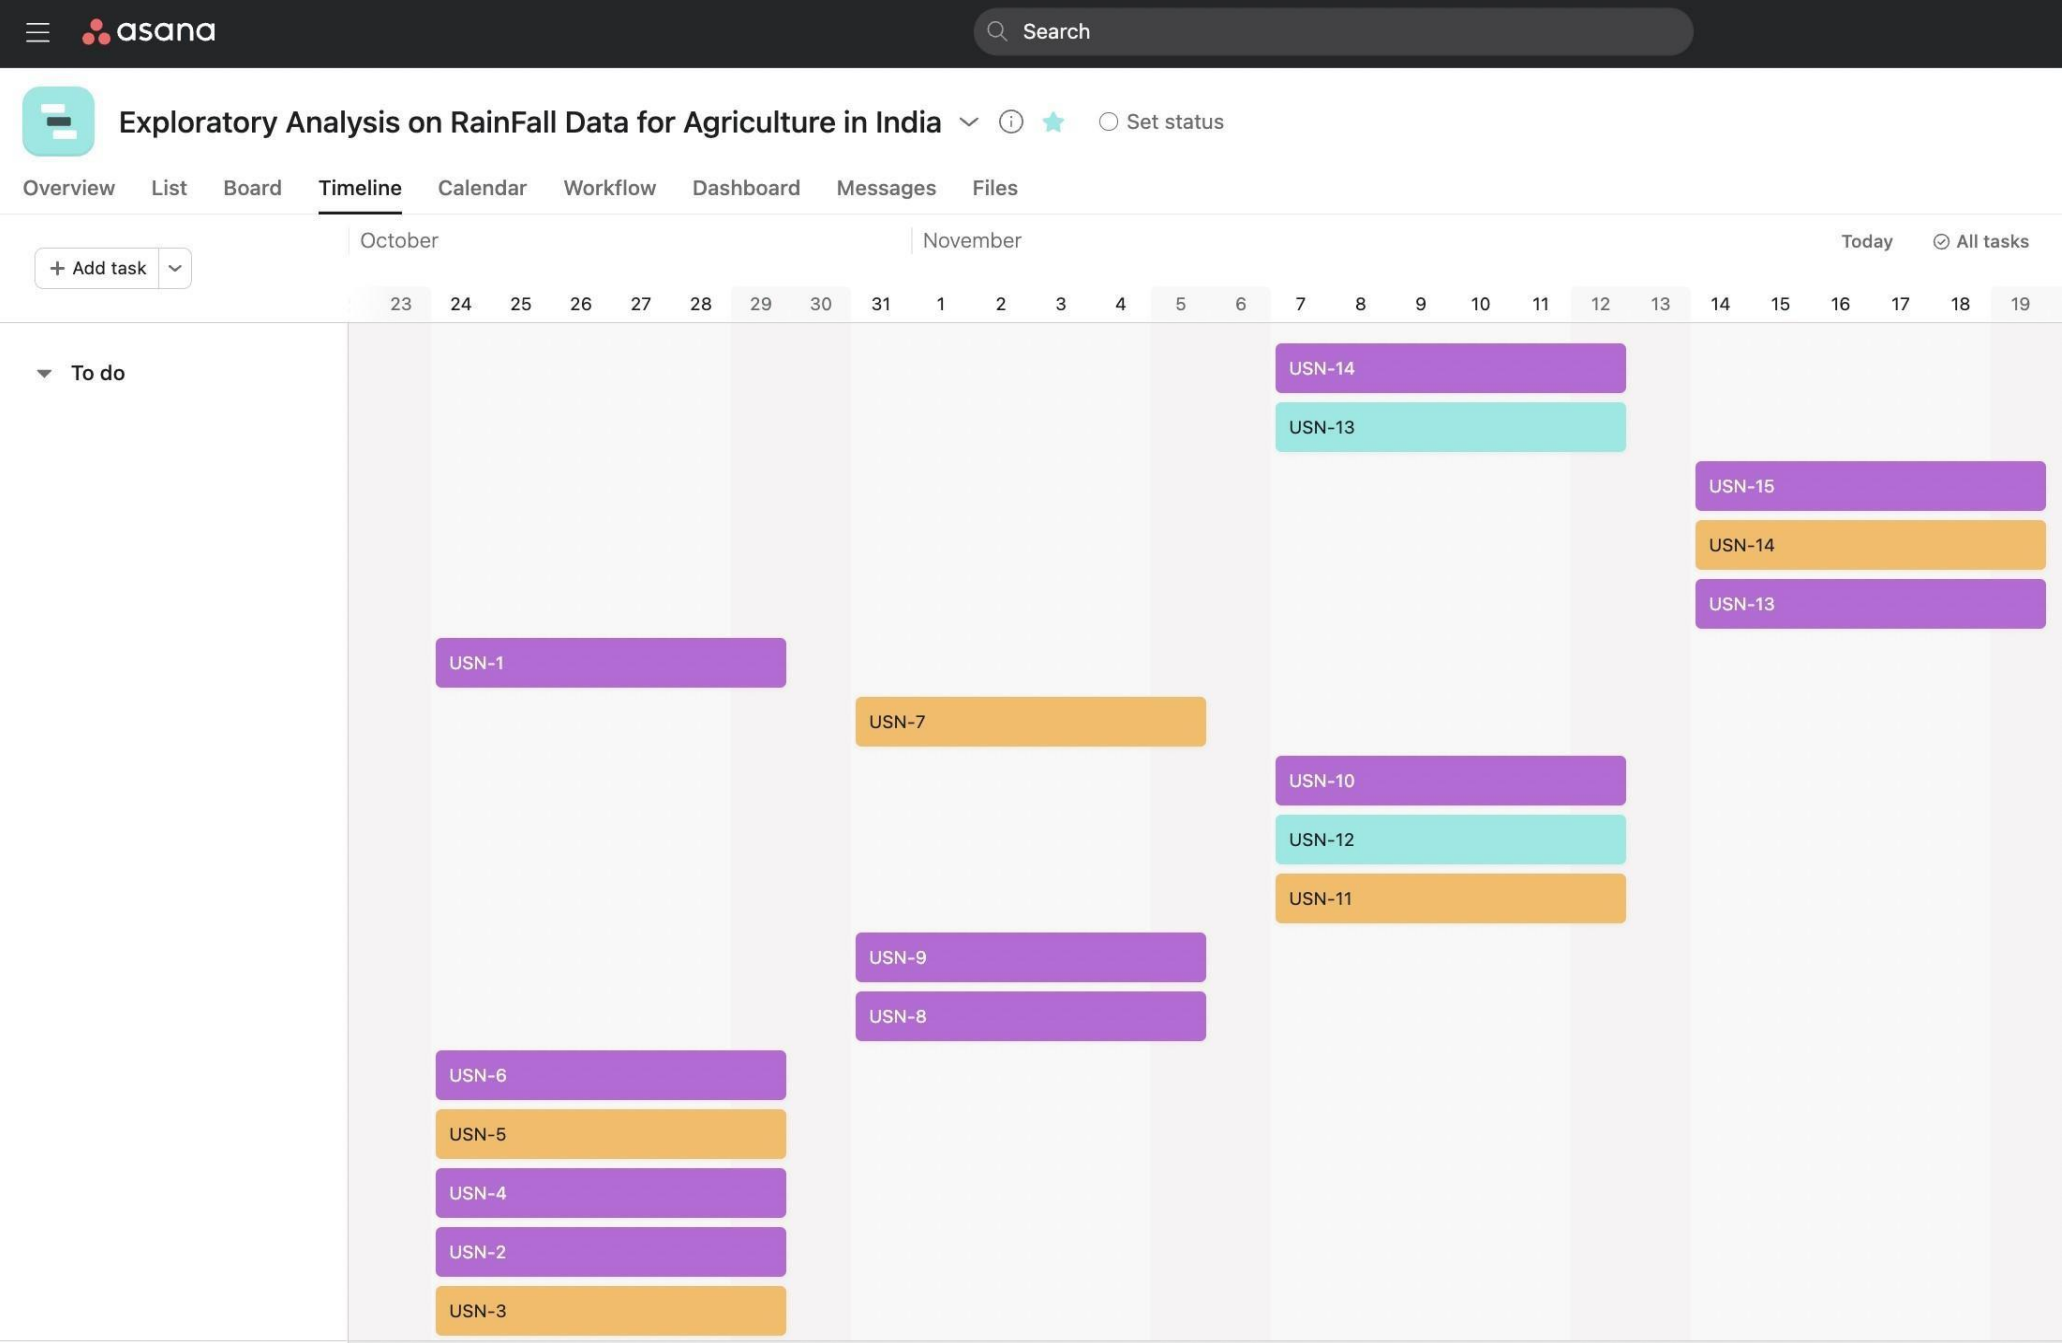 asana
Search
Exploratory Analysis on RainFall Data for Agriculture in India
Set status
Overview List Board Timeline Calendar Workflow Dashboard Messages Files
October November Today All tasks
+ Add task
23 24 25 26 27 28 29 30 31 1 2 3 4 5 6 7 8 9 10 11 12 13 14 15 16 17 18 19
To do
USN-14
USN-13
USN-15
USN-14
USN-13
USN-1
USN-7
USN-10
USN-12
USN-11
USN-9
USN-8
USN-6
USN-5
USN-4
USN-2
USN-3